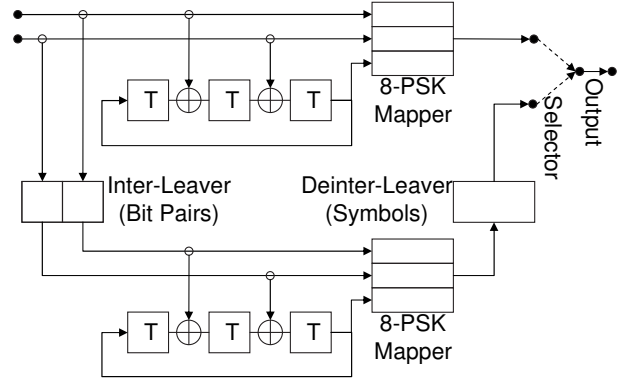 T T T
8-PSK
Mapper
Selector
Output
Inter-Leaver
(Bit Pairs)
Deinter-Leaver
(Symbols)
T T T
8-PSK
Mapper